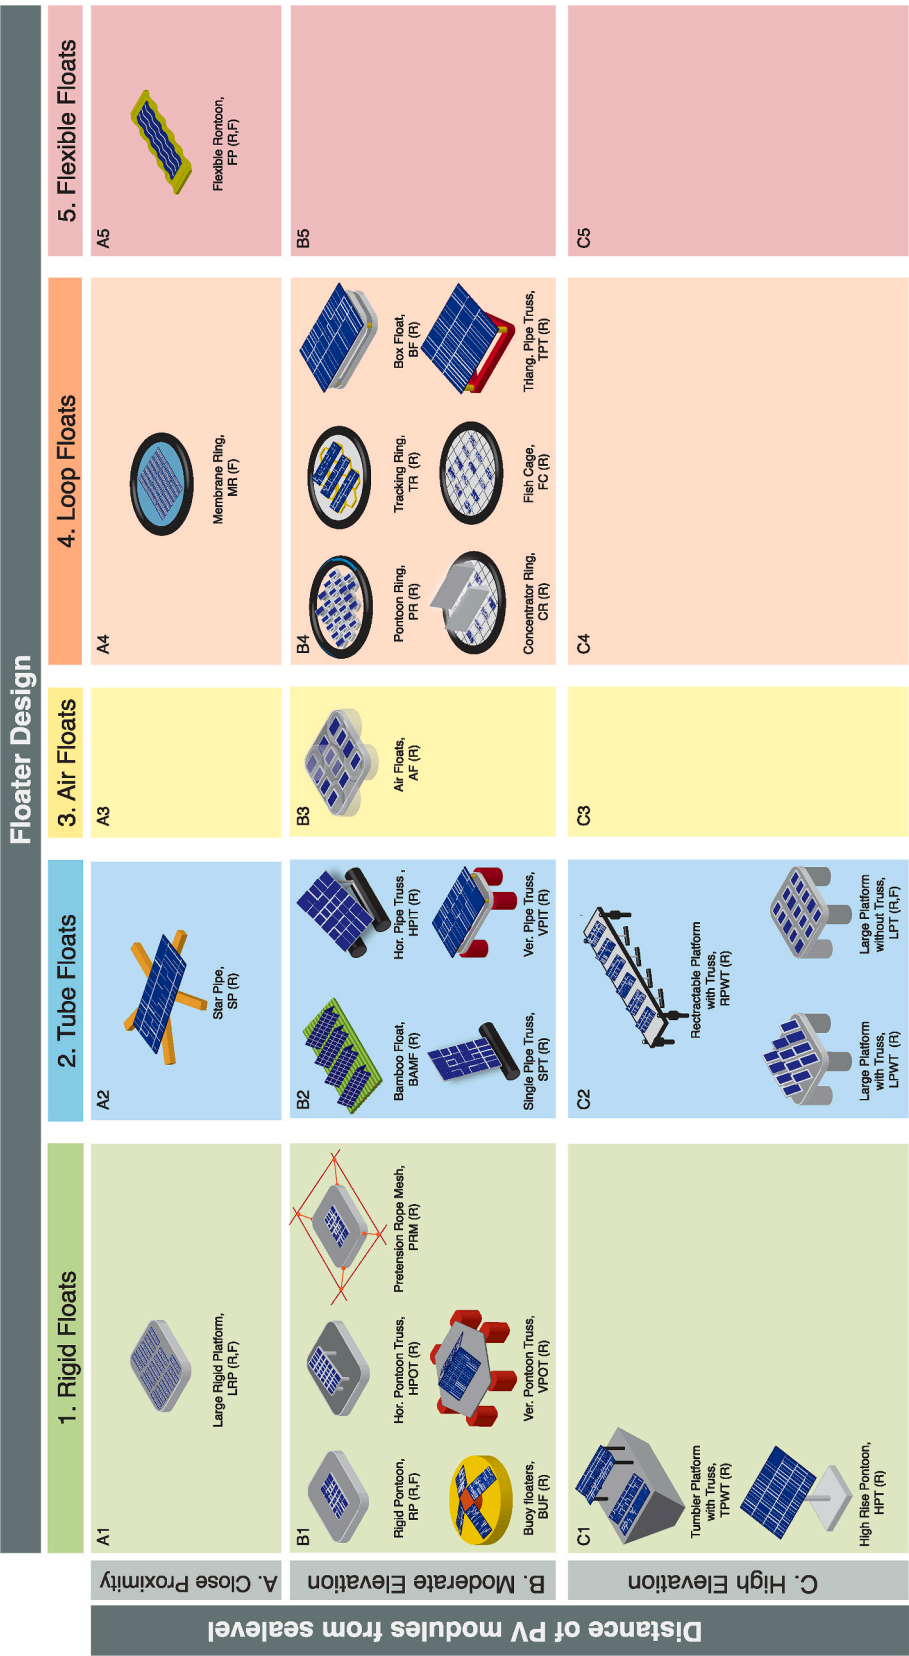 Floater Design
1. Rigid Floats
2. Tube Floats
3. Air Floats
4. Loop Floats
5. Flexible Floats
Distance of PV modules from sealevel
A. Close Proximity
A1
Large Rigid Platform,
LRP (R,F)
A2
Star Pipe,
SP (R)
A3
A4
Membrane Ring,
MR (F)
A5
Flexible Rontoon,
FP (R,F)
B. Moderate Elevation
B1
Rigid Pontoon,
RP (R,F)
Hor. Pontoon Truss,
HPOT (R)
Pretension Rope Mesh,
PRM (R)
Buoy floaters,
BUF (R)
Ver. Pontoon Truss,
VPOT (R)
B2
Bamboo Float,
BAMF (R)
Hor. Pipe Truss ,
HPIT (R)
Single Pipe Truss,
SPT (R)
Ver. Pipe Truss,
VPIT (R)
B3
Air Floats,
AF (R)
B4
Pontoon Ring,
PR (R)
Tracking Ring,
TR (R)
Box Float,
BF (R)
Concentrator Ring,
CR (R)
Fish Cage,
FC (R)
Triang. Pipe Truss,
TPT (R)
B5
C. High Elevation
C1
Tumbler Platform
with Truss,
TPWT (R)
High Rise Pontoon,
HPT (R)
C2
Rectractable Platform
with Truss,
RPWT (R)
Large Platform
with Truss,
LPWT (R)
Large Platform
without Truss,
LPT (R,F)
C3
C4
C5